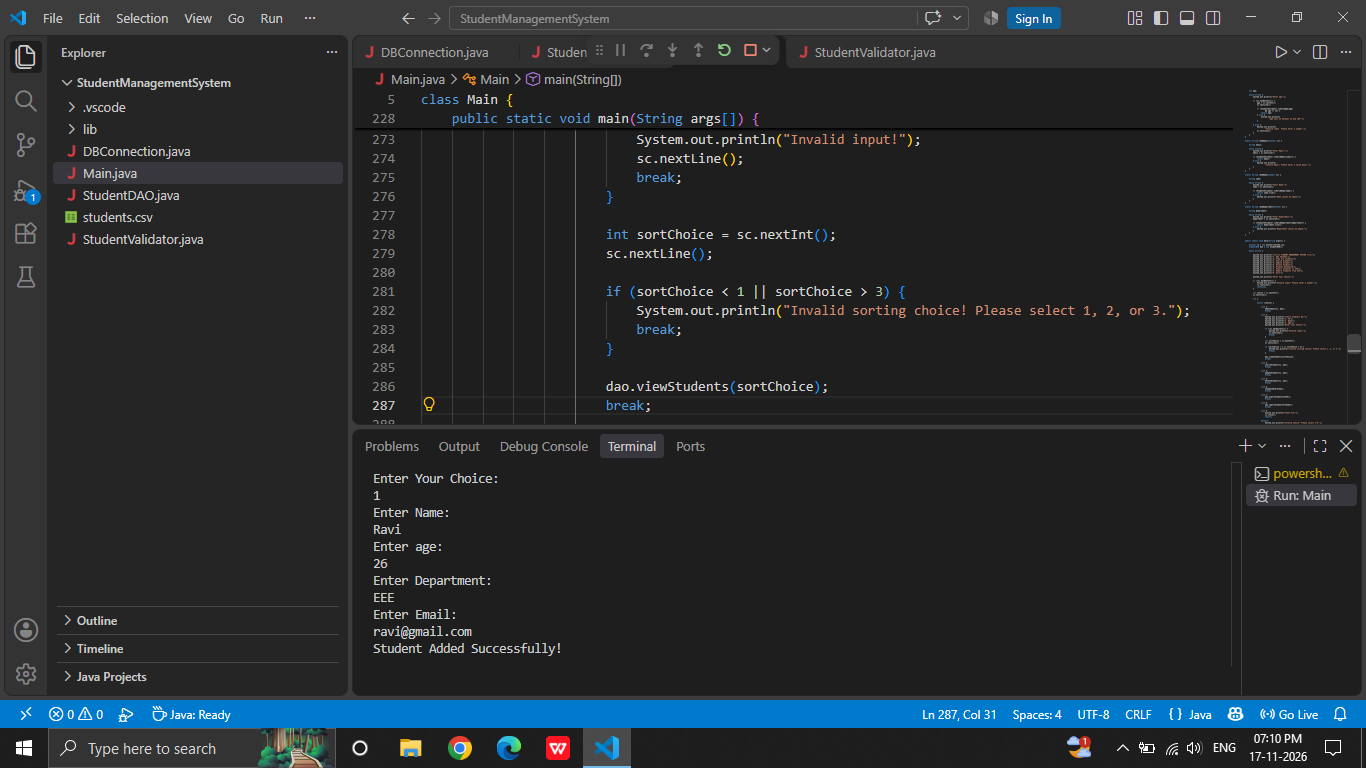 File Edit Selection View Go Run ···
StudentManagementSystem
Sign In
Explorer
StudentManagementSystem
.vscode
lib
DBConnection.java
Main.java
StudentDAO.java
students.csv
StudentValidator.java
Outline
Timeline
Java Projects
1
DBConnection.java
Studen
StudentValidator.java
Main.java > Main > main(String[])
5 class Main {
228 public static void main(String args[]) {
273 System.out.println("Invalid input!");
274 sc.nextLine();
275 break;
276 }
277
278 int sortChoice = sc.nextInt();
279 sc.nextLine();
280
281 if (sortChoice < 1 || sortChoice > 3) {
282 System.out.println("Invalid sorting choice! Please select 1, 2, or 3.");
283 break;
284 }
285
286 dao.viewStudents(sortChoice);
287 break;
288
Problems Output Debug Console Terminal Ports
Enter Your Choice:
1
Enter Name:
Ravi
Enter age:
26
Enter Department:
EEE
Enter Email:
ravi@gmail.com
Student Added Successfully!
powersh...
Run: Main
0 0 Java: Ready
Ln 287, Col 31 Spaces: 4 UTF-8 CRLF { } Java Go Live
Type here to search
1
ENG
07:10 PM
17-11-2026